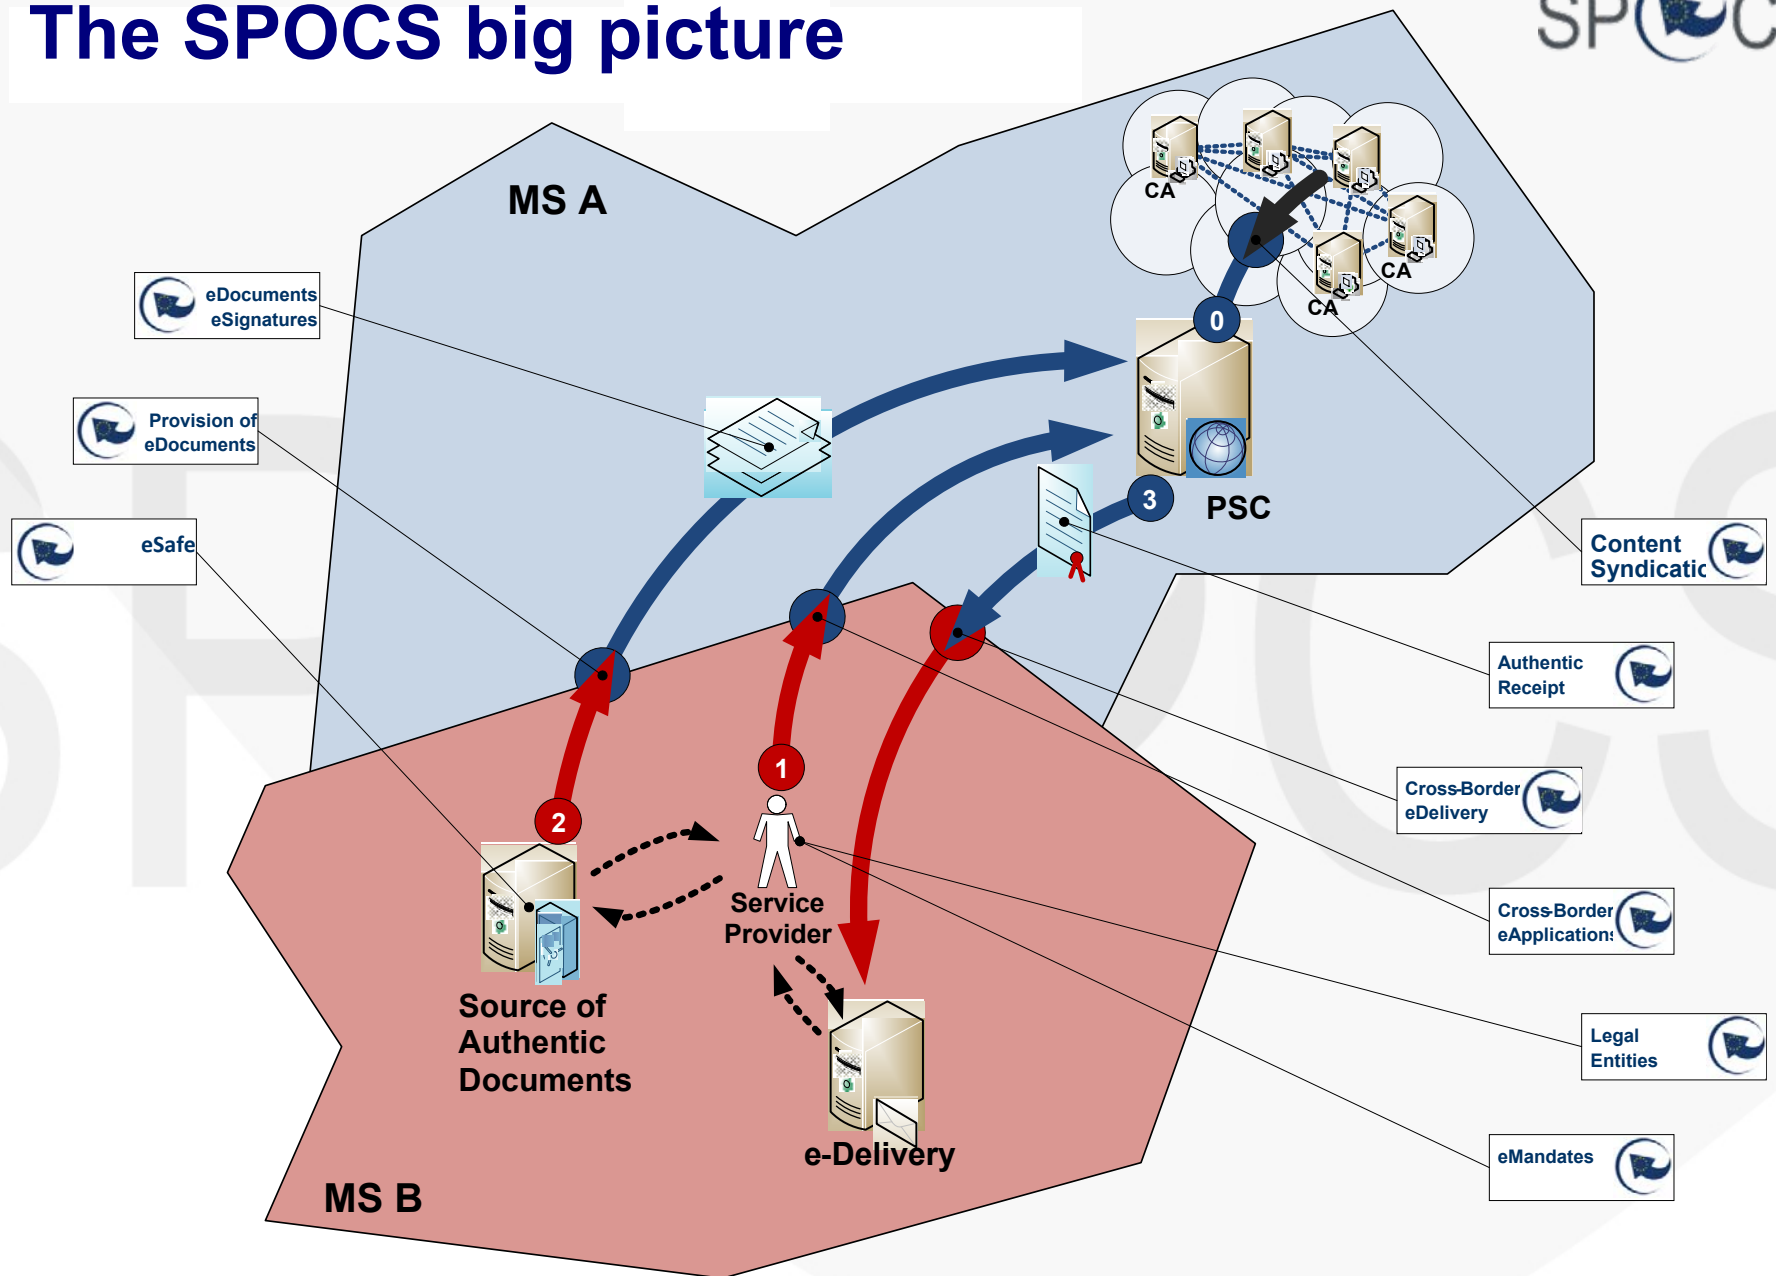 The SPOCS big picture
SPOC
MS A
CA
CA
CA
eDocuments
eSignatures
0
Provision of
eDocuments
3
PSC
eSafe
Content
Syndicatic
Authentic
Receipt
1
Cross-Border
eDelivery
2
Service
Provider
Cross-Border
eApplications
Source of
Authentic
Documents
Legal
Entities
e-Delivery
eMandates
MS B